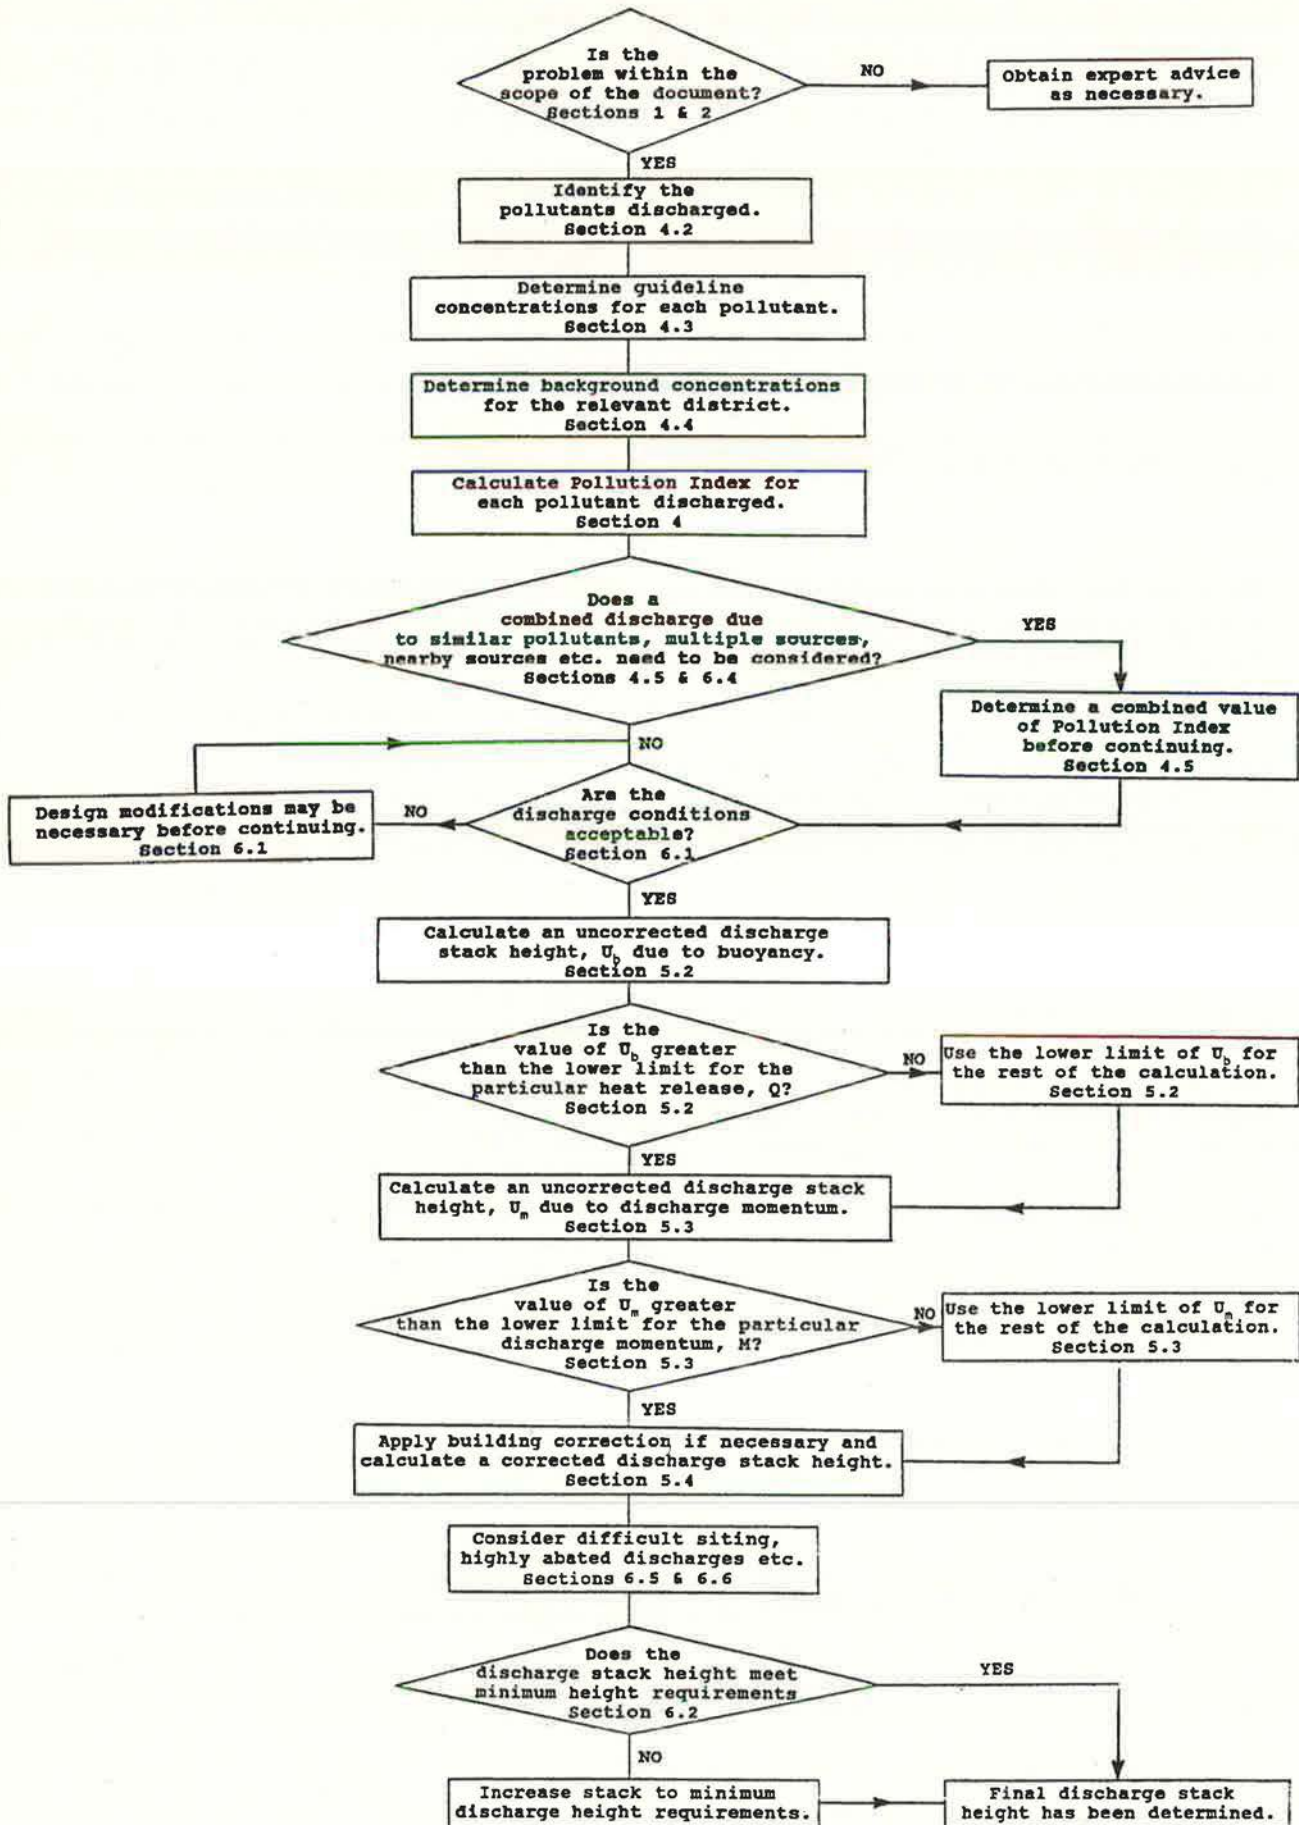 Is the
problem within the
scope of the document?
Sections 1 & 2
NO
Obtain expert advice
as necessary.
YES
Identify the
pollutants discharged.
Section 4.2
Determine guideline
concentrations for each pollutant.
Section 4.3
Determine background concentrations
for the relevant district.
Section 4.4
Calculate Pollution Index for
each pollutant discharged.
Section 4
Does a
combined discharge due
to similar pollutants, multiple sources,
nearby sources etc. need to be considered?
Sections 4.5 & 6.4
YES
Determine a combined value
of Pollution Index
before continuing.
Section 4.5
NO
Are the
discharge conditions
acceptable?
Section 6.1
NO
Design modifications may be
necessary before continuing.
Section 6.1
YES
Calculate an uncorrected discharge
stack height, U_b due to buoyancy.
Section 5.2
Is the
value of U_b greater
than the lower limit for the
particular heat release, Q?
Section 5.2
NO
Use the lower limit of U_b for
the rest of the calculation.
Section 5.2
YES
Calculate an uncorrected discharge stack
height, U_m due to discharge momentum.
Section 5.3
Is the
value of U_m greater
than the lower limit for the particular
discharge momentum, M?
Section 5.3
NO
Use the lower limit of U_m for
the rest of the calculation.
Section 5.3
YES
Apply building correction if necessary and
calculate a corrected discharge stack height.
Section 5.4
Consider difficult siting,
highly abated discharges etc.
Sections 6.5 & 6.6
Does the
discharge stack height meet
minimum height requirements
Section 6.2
YES
NO
Increase stack to minimum
discharge height requirements.
Final discharge stack
height has been determined.